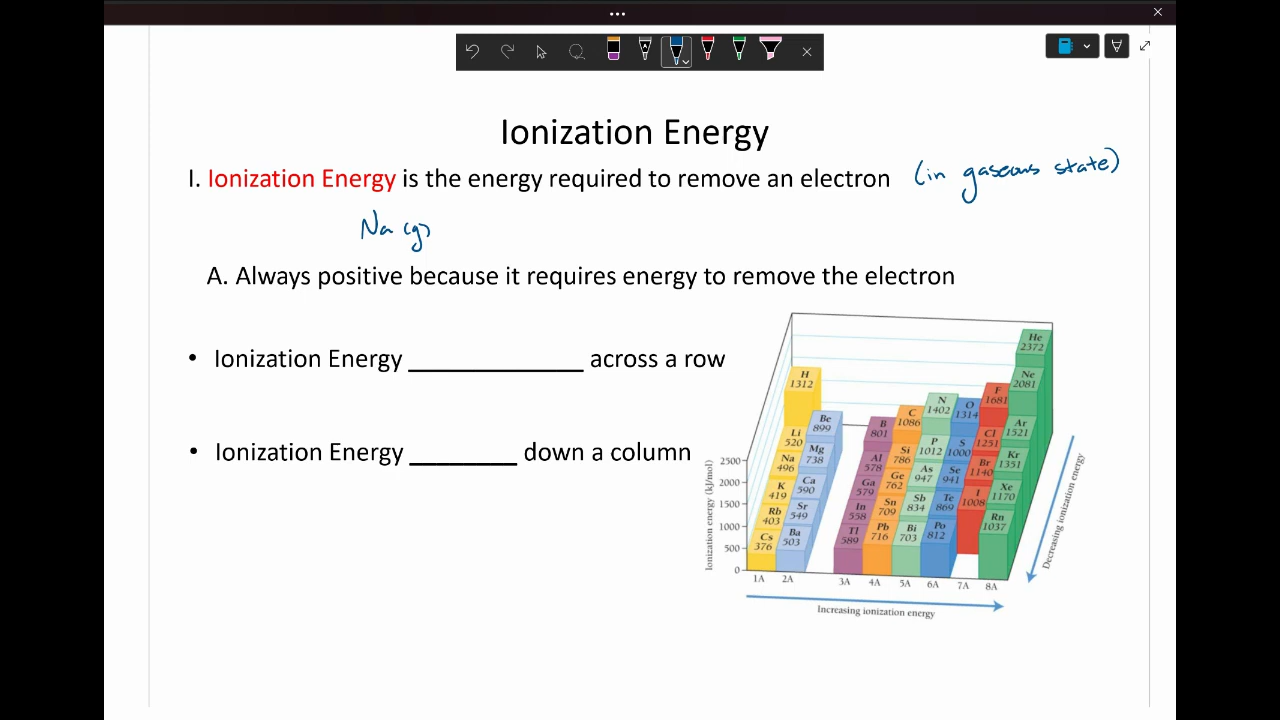 Ionization Energy
I. Ionization Energy is the energy required to remove an electron (in gaseous state)
Na (g)
A. Always positive because it requires energy to remove the electron
• Ionization Energy _____________ across a row
• Ionization Energy ________ down a column
He
2372
H
1312
Ne
2081
F
1681
N
1402
O
1314
C
1086
Be
899
B
801
Ar
1521
Li
520
Cl
1251
P
1012
S
1000
Mg
738
Si
786
Al
578
Kr
1351
Na
496
Br
1140
As
947
Se
941
Ca
590
Ge
762
Ga
579
Xe
1170
K
419
I
1008
Sb
834
Te
869
Sr
549
Sn
709
In
558
Rn
1037
Rb
403
Po
812
Bi
703
Pb
716
Tl
589
Ba
503
Cs
376
Ionization energy (kJ/mol)
2500
2000
1500
1000
500
0
1A 2A 3A 4A 5A 6A 7A 8A
Increasing ionization energy
Decreasing ionization energy